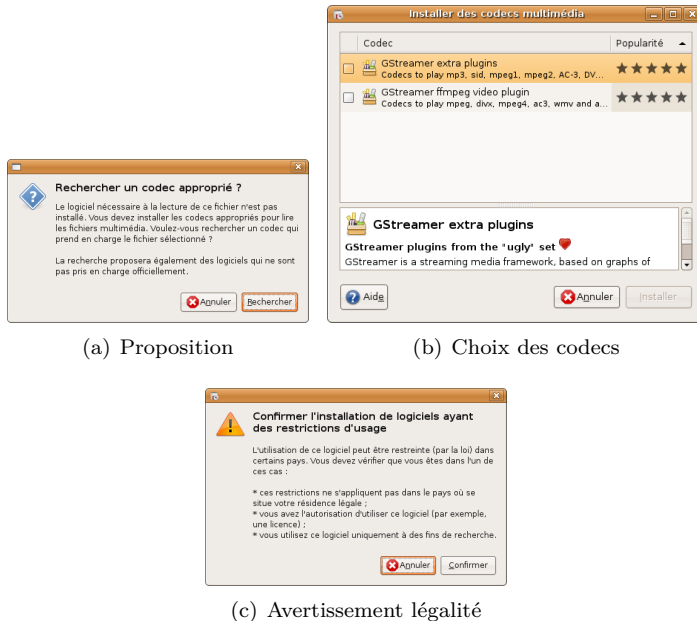 Rechercher un codec approprié ?
Le logiciel nécessaire à la lecture de ce fichier n'est pas
installé. Vous devez installer les codecs appropriés pour lire
les fichiers multimédia. Voulez-vous rechercher un codec qui
prend en charge le fichier sélectionné ?
La recherche proposera également des logiciels qui ne sont
pas pris en charge officiellement.
Annuler Rechercher
(a) Proposition
Installer des codecs multimédia
Codec Popularité
GStreamer extra plugins
Codecs to play mp3, sid, mpeg1, mpeg2, AC-3, DV...
GStreamer ffmpeg video plugin
Codecs to play mpeg, divx, mpeg4, ac3, wmv and a...
GStreamer extra plugins
GStreamer plugins from the "ugly" set
GStreamer is a streaming media framework, based on graphs of
Aide Annuler Installer
(b) Choix des codecs
Confirmer l'installation de logiciels ayant
des restrictions d'usage
L'utilisation de ce logiciel peut être restreinte (par la loi) dans
certains pays. Vous devez vérifier que vous êtes dans l'un de
ces cas :
* ces restrictions ne s'appliquent pas dans le pays où se
situe votre résidence légale ;
* vous avez l'autorisation d'utiliser ce logiciel (par exemple,
une licence) ;
* vous utilisez ce logiciel uniquement à des fins de recherche.
Annuler Confirmer
(c) Avertissement légalité